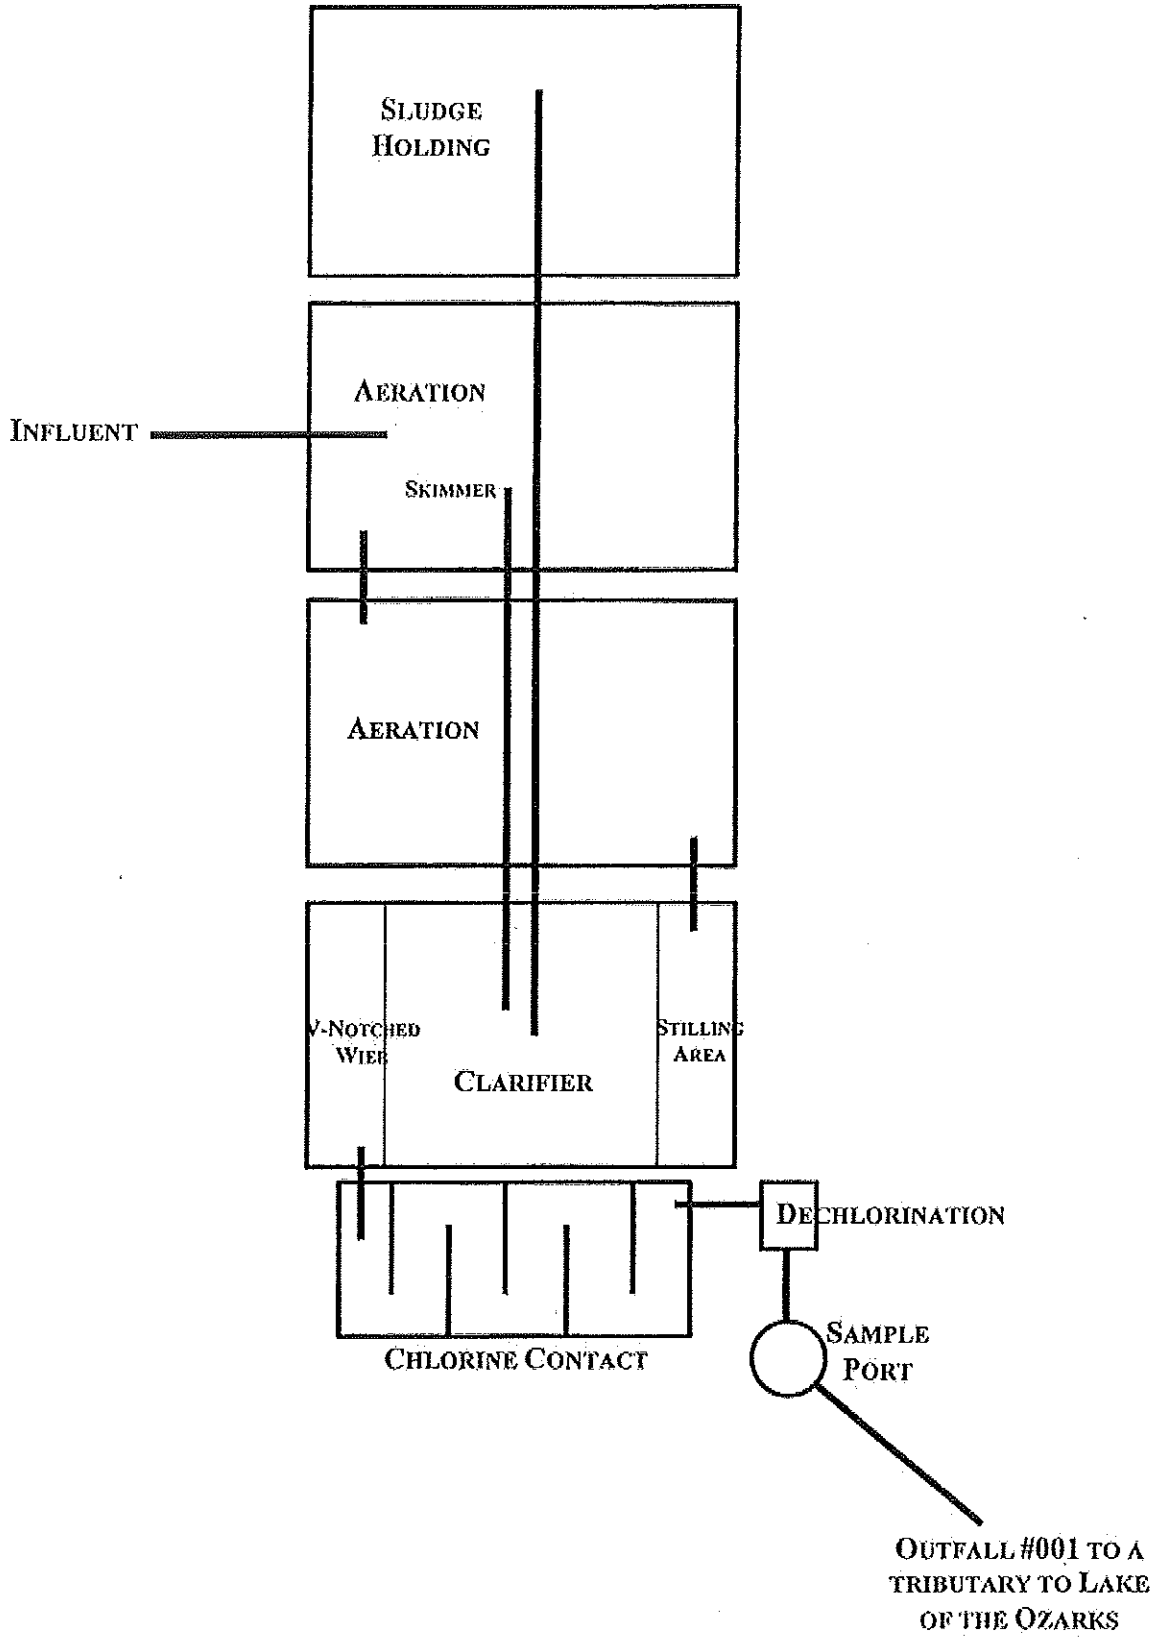 SLUDGE
HOLDING
AERATION
INFLUENT
SKIMMER
AERATION
V-NOTCHED
WIER
STILLING
AREA
CLARIFIER
DECHLORINATION
SAMPLE
PORT
CHLORINE CONTACT
OUTFALL #001 TO A
TRIBUTARY TO LAKE
OF THE OZARKS